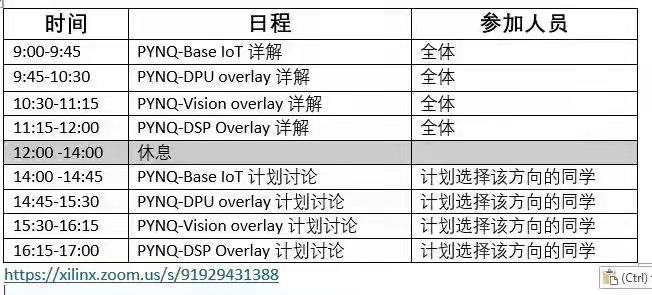 时间 日程 参加人员
9:00-9:45 PYNQ-Base IoT 详解 全体
9:45-10:30 PYNQ-DPU overlay 详解 全体
10:30-11:15 PYNQ-Vision overlay 详解 全体
11:15-12:00 PYNQ-DSP Overlay 详解 全体
12:00 -14:00 休息
14:00 -14:45 PYNQ-Base IoT 计划讨论 计划选择该方向的同学
14:45-15:30 PYNQ-DPU overlay 计划讨论 计划选择该方向的同学
15:30-16:15 PYNQ-Vision overlay 计划讨论 计划选择该方向的同学
16:15-17:00 PYNQ-DSP Overlay 计划讨论 计划选择该方向的同学
https://xilinx.zoom.us/s/91929431388
(Ctrl)